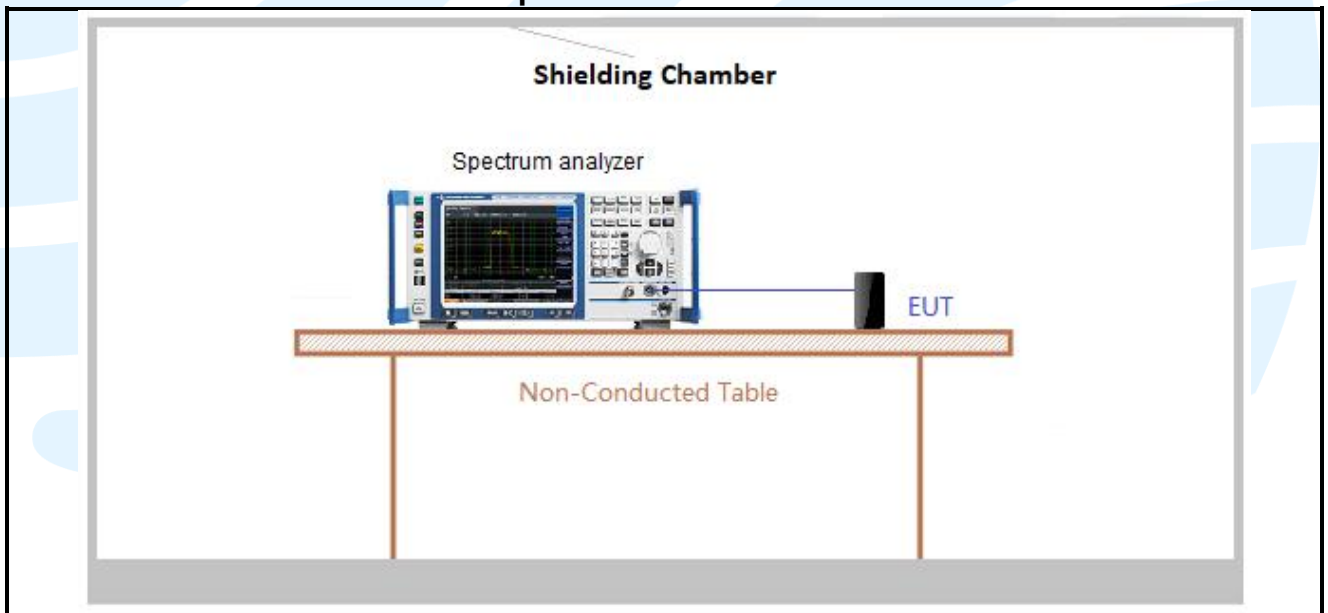 Shielding Chamber
Spectrum analyzer
EUT
Non-Conducted Table